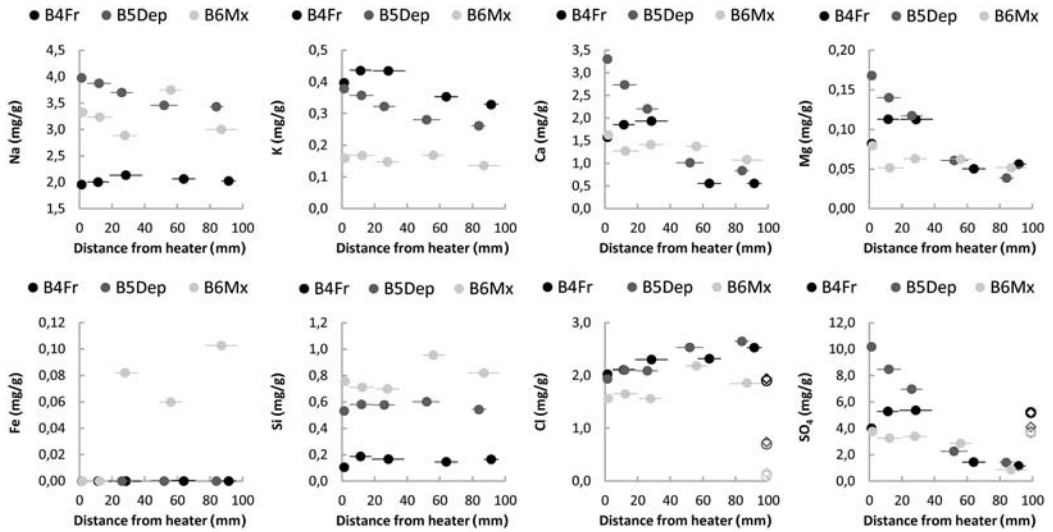 B4Fr B5Dep B6Mx
Na (mg/g)
4,5
4,0
3,5
3,0
2,5
2,0
1,5
0 20 40 60 80 100
Distance from heater (mm)
B4Fr B5Dep B6Mx
K (mg/g)
0,5
0,4
0,3
0,2
0,1
0,0
0 20 40 60 80 100
Distance from heater (mm)
B4Fr B5Dep B6Mx
Ca (mg/g)
3,5
3,0
2,5
2,0
1,5
1,0
0,5
0,0
0 20 40 60 80 100
Distance from heater (mm)
B4Fr B5Dep B6Mx
Mg (mg/g)
0,20
0,15
0,10
0,05
0,00
0 20 40 60 80 100
Distance from heater (mm)
B4Fr B5Dep B6Mx
Fe (mg/g)
0,12
0,10
0,08
0,06
0,04
0,02
0,00
0 20 40 60 80 100
Distance from heater (mm)
B4Fr B5Dep B6Mx
Si (mg/g)
1,2
1,0
0,8
0,6
0,4
0,2
0,0
0 20 40 60 80 100
Distance from heater (mm)
B4Fr B5Dep B6Mx
Cl (mg/g)
3,0
2,0
1,0
0,0
0 20 40 60 80 100
Distance from heater (mm)
B4Fr B5Dep B6Mx
SO4 (mg/g)
12,0
10,0
8,0
6,0
4,0
2,0
0,0
0 20 40 60 80 100
Distance from heater (mm)